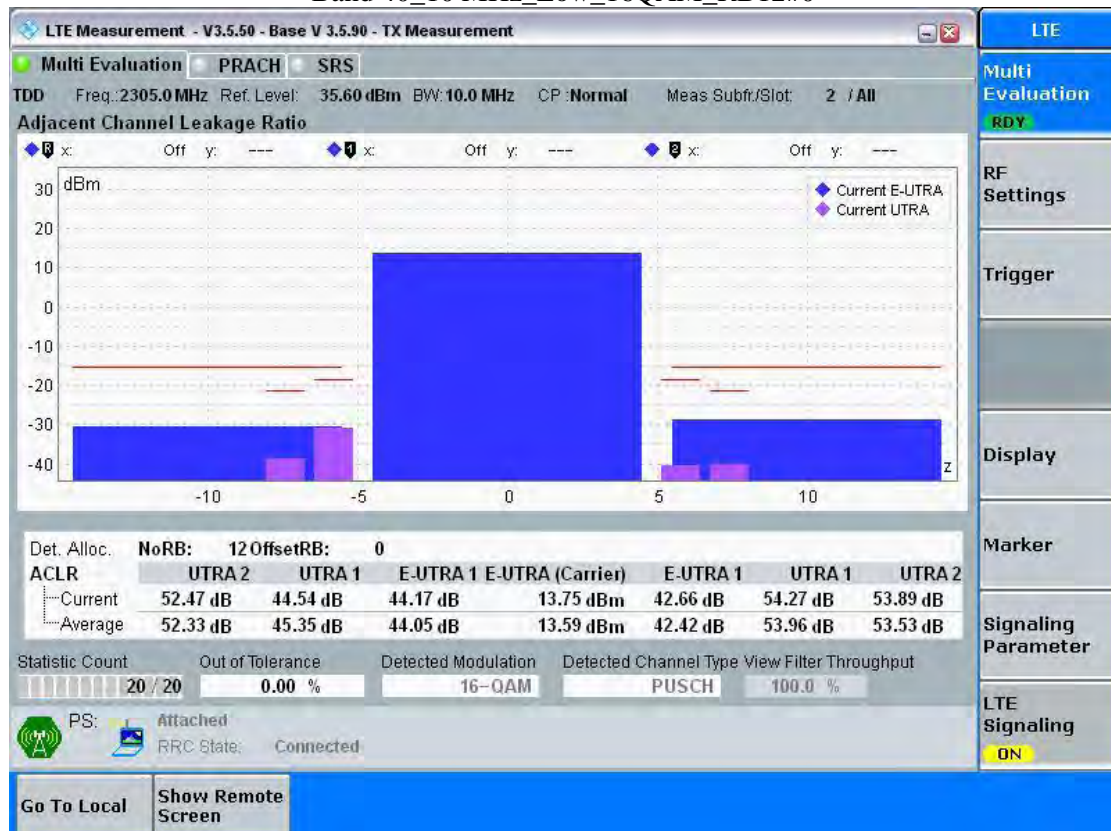 LTE Measurement - V3.5.50 - Base V 3.5.90 - TX Measurement
LTE
Multi Evaluation PRACH SRS
Multi
Evaluation
RDY
TDD Freq.:2305.0 MHz Ref. Level: 35.60 dBm BW:10.0 MHz CP :Normal Meas Subfr./Slot: 2 / All
Adjacent Channel Leakage Ratio
R x: Off y: --- 1 x: Off y: --- 2 x: Off y: ---
dBm
Current E-UTRA
Current UTRA
30
20
10
0
-10
-20
-30
-40
z
-10 -5 0 5 10
RF
Settings
Trigger
Display
Marker
Signaling
Parameter
LTE
Signaling
ON
Det. Alloc. NoRB: 12 OffsetRB: 0
ACLR UTRA 2 UTRA 1 E-UTRA 1 E-UTRA (Carrier) E-UTRA 1 UTRA 1 UTRA 2
Current 52.47 dB 44.54 dB 44.17 dB 13.75 dBm 42.66 dB 54.27 dB 53.89 dB
Average 52.33 dB 45.35 dB 44.05 dB 13.59 dBm 42.42 dB 53.96 dB 53.53 dB
Statistic Count Out of Tolerance Detected Modulation Detected Channel Type View Filter Throughput
20 / 20 0.00 % 16-QAM PUSCH 100.0 %
PS: Attached
RRC State: Connected
Go To Local
Show Remote
Screen